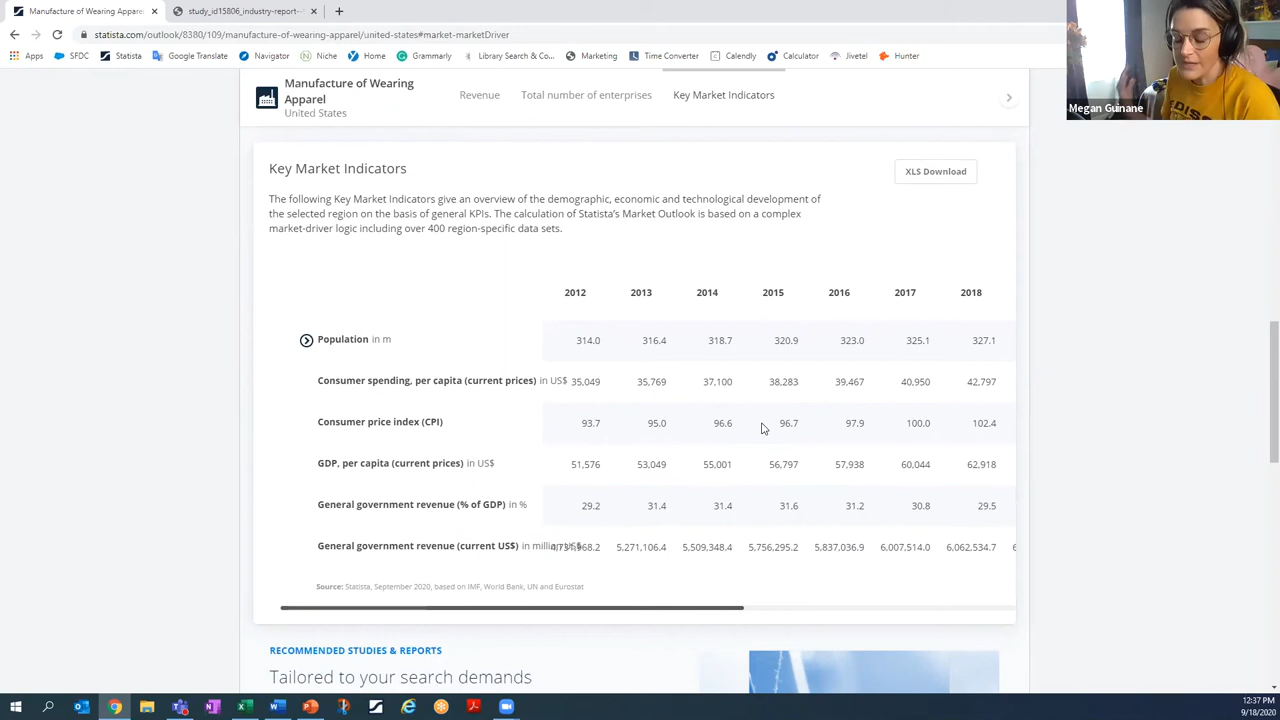 Manufacture of Wearing Appare
study_id15806_industry-report--
statista.com/outlook/8380/109/manufacture-of-wearing-apparel/united-states#market-marketDriver
Apps SFDC Statista Google Translate Navigator Niche Home Grammarly Library Search & Co... Marketing Time Converter Calendly Calculator Jivetel Hunter
Megan Guinane
Manufacture of Wearing
Apparel
United States
Revenue Total number of enterprises Key Market Indicators
Key Market Indicators
XLS Download
The following Key Market Indicators give an overview of the demographic, economic and technological development of
the selected region on the basis of general KPIs. The calculation of Statista's Market Outlook is based on a complex
market-driver logic including over 400 region-specific data sets.
2012 2013 2014 2015 2016 2017 2018
Population in m 314.0 316.4 318.7 320.9 323.0 325.1 327.1
Consumer spending, per capita (current prices) in US$ 35,049 35,769 37,100 38,283 39,467 40,950 42,797
Consumer price index (CPI) 93.7 95.0 96.6 96.7 97.9 100.0 102.4
GDP, per capita (current prices) in US$ 51,576 53,049 55,001 56,797 57,938 60,044 62,918
General government revenue (% of GDP) in % 29.2 31.4 31.4 31.6 31.2 30.8 29.5
General government revenue (current US$) in 5,271,106.4 5,509,348.4 5,756,295.2 5,837,036.9 6,007,514.0 6,062,534.7
Source: Statista, September 2020, based on IMF, World Bank, UN and Eurostat
RECOMMENDED STUDIES & REPORTS
Tailored to your search demands
12:37 PM
9/18/2020